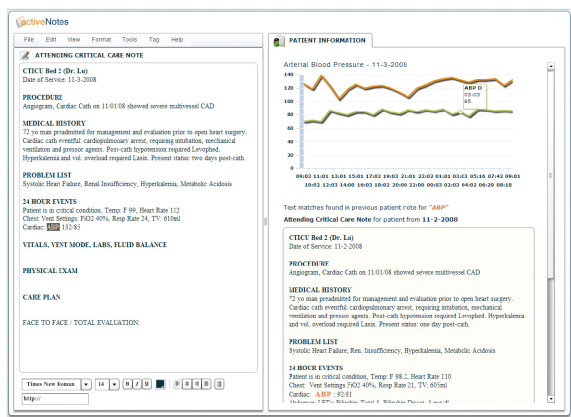 activeNotes
File Edit View Format Tools Tag Help
ATTENDING CRITICAL CARE NOTE
CTICU Bed 2 (Dr. Lu)
Date of Service: 11-3-2008
PROCEDURE
Angiogram, Cardiac Cath on 11/01/08 showed severe multivessel CAD
MEDICAL HISTORY
72 yo man preadmitted for management and evaluation prior to open heart surgery.
Cardiac cath eventful: cardiopulmonary arrest, requiring intubation, mechanical
ventilation and pressor agents. Post-cath hypotension required Levophed.
Hyperkalemia and vol. overload required Lasix. Present status: two days post-cath.
PROBLEM LIST
Systolic Heart Failure, Renal Insufficiency, Hyperkalemia, Metabolic Acidosis
24 HOUR EVENTS
Patient is in critical condition. Temp: F 99, Heart Rate 112
Chest: Vent Settings: FiO2 40%, Resp Rate 24, TV: 610ml
Cardiac: ABP 132/85
VITALS, VENT MODE, LABS, FLUID BALANCE
PHYSICAL EXAM
CARE PLAN
FACE TO FACE / TOTAL EVALUATION:
Times New Roman 14 B I U
http://
PATIENT INFORMATION
Arterial Blood Pressure - 11-3-2008
140
120
100
80
60
40
20
0
ABP D
03:03
85
09:03 11:01 13:01 15:01 17:03 19:03 21:02 23:01 01:03 03:03 05:16 07:42 09:01
10:02 12:03 14:00 16:03 18:02 20:00 22:00 00:03 02:03 04:02 06:29 08:18
Text matches found in previous patient note for "ABP"
Attending Critical Care Note for patient from 11-2-2008
CTICU Bed 2 (Dr. Lu)
Date of Service: 11-2-2008
PROCEDURE
Angiogram, Cardiac Cath on 11/01/08 showed severe multivessel CAD
MEDICAL HISTORY
72 yo man preadmitted for management and evaluation prior to open heart surgery.
Cardiac cath eventful: cardiopulmonary arrest, requiring intubation, mechanical
ventilation and pressor agents. Post-cath hypotension required Levophed. Hyperkalemia
and vol. overload required Lasix. Present status: one day post-cath.
PROBLEM LIST
Systolic Heart Failure, Ren. Insufficiency, Hyperkalemia, Metabolic Acidosis
24 HOUR EVENTS
Patient is in critical condition. Temp: F 98.2, Heart Rate 110
Chest: Vent Settings FiO2 40%, Resp Rate 21, TV: 605ml
Cardiac: ABP : 92/81